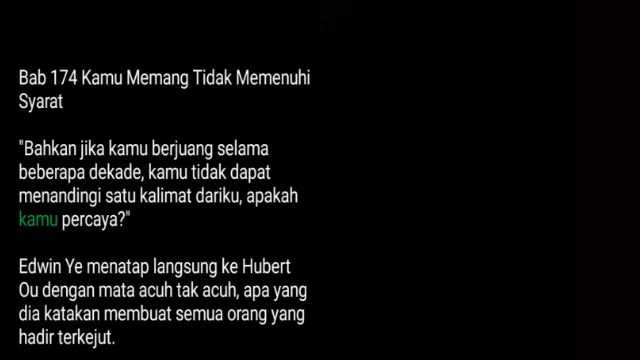 Bab 174 Kamu Memang Tidak Memenuhi
Syarat
"Bahkan jika kamu berjuang selama
beberapa dekade, kamu tidak dapat
menandingi satu kalimat dariku, apakah
kamu percaya?"
Edwin Ye menatap langsung ke Hubert
Ou dengan mata acuh tak acuh, apa yang
dia katakan membuat semua orang yang
hadir terkejut.